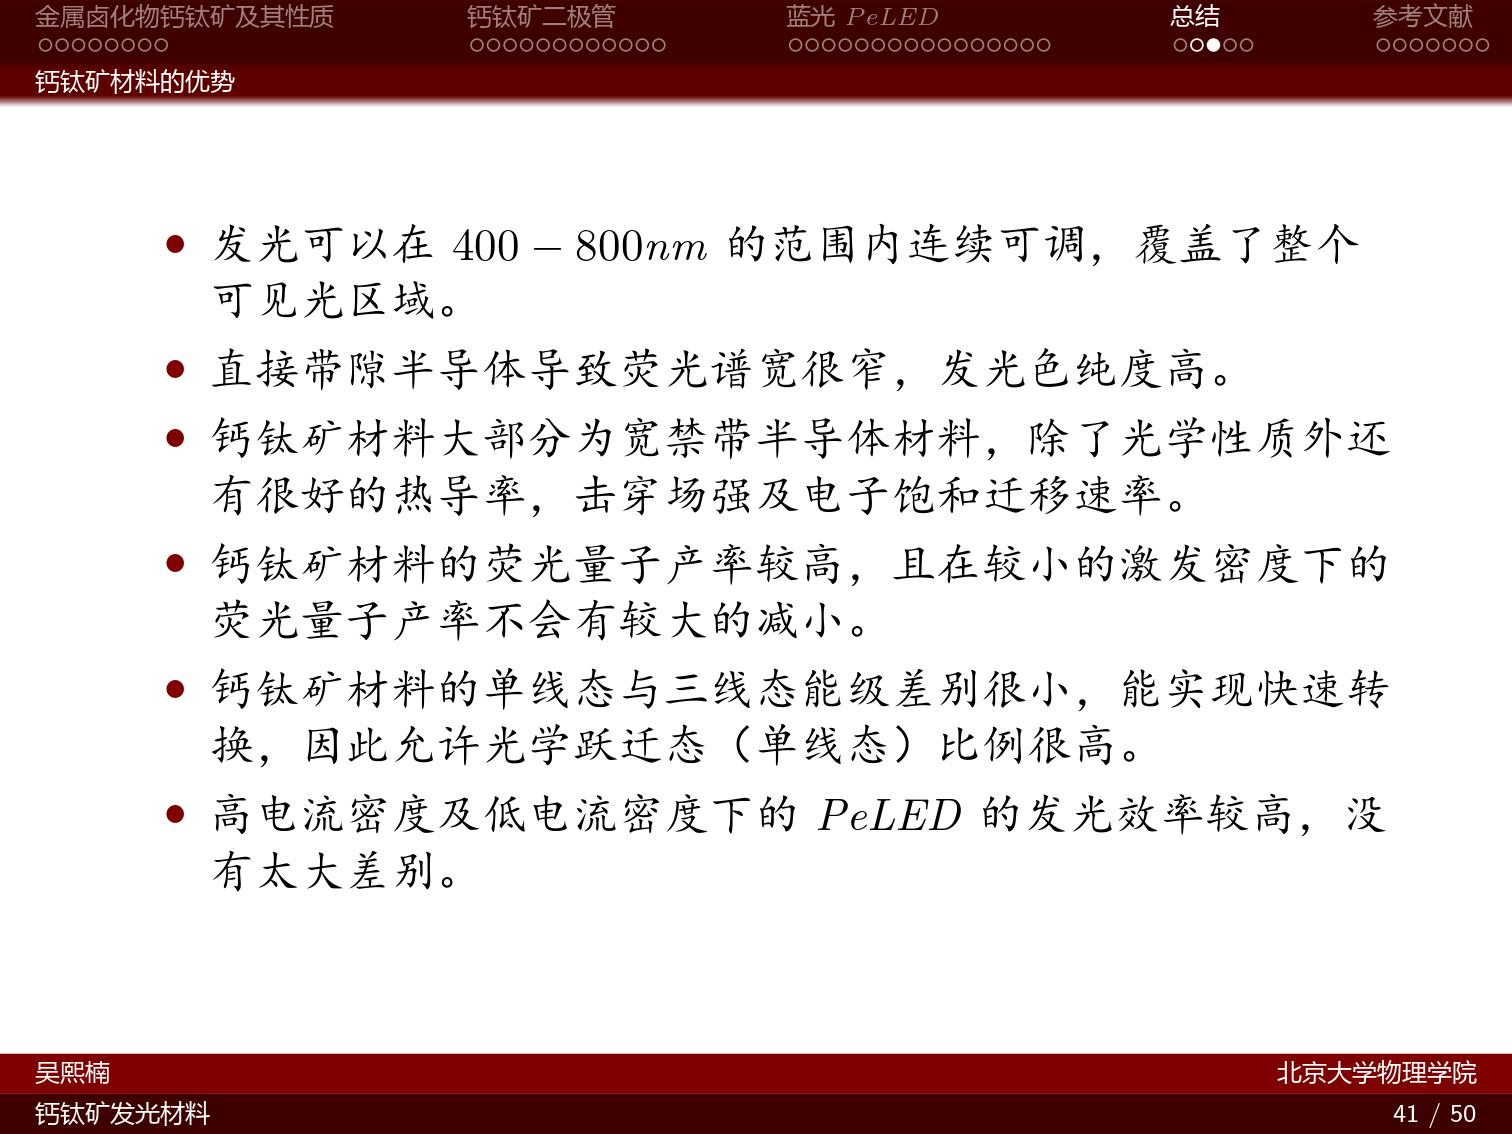 金属卤化物钙钛矿及其性质 钙钛矿二极管 蓝光 PeLED 总结 参考文献
钙钛矿材料的优势
• 发光可以在 400 − 800nm 的范围内连续可调，覆盖了整个
可见光区域。
• 直接带隙半导体导致荧光谱宽很窄，发光色纯度高。
• 钙钛矿材料大部分为宽禁带半导体材料，除了光学性质外还
有很好的热导率，击穿场强及电子饱和迁移速率。
• 钙钛矿材料的荧光量子产率较高，且在较小的激发密度下的
荧光量子产率不会有较大的减小。
• 钙钛矿材料的单线态与三线态能级差别很小，能实现快速转
换，因此允许光学跃迁态（单线态）比例很高。
• 高电流密度及低电流密度下的 PeLED 的发光效率较高，没
有太大差别。
吴熙楠 北京大学物理学院
钙钛矿发光材料 41 / 50